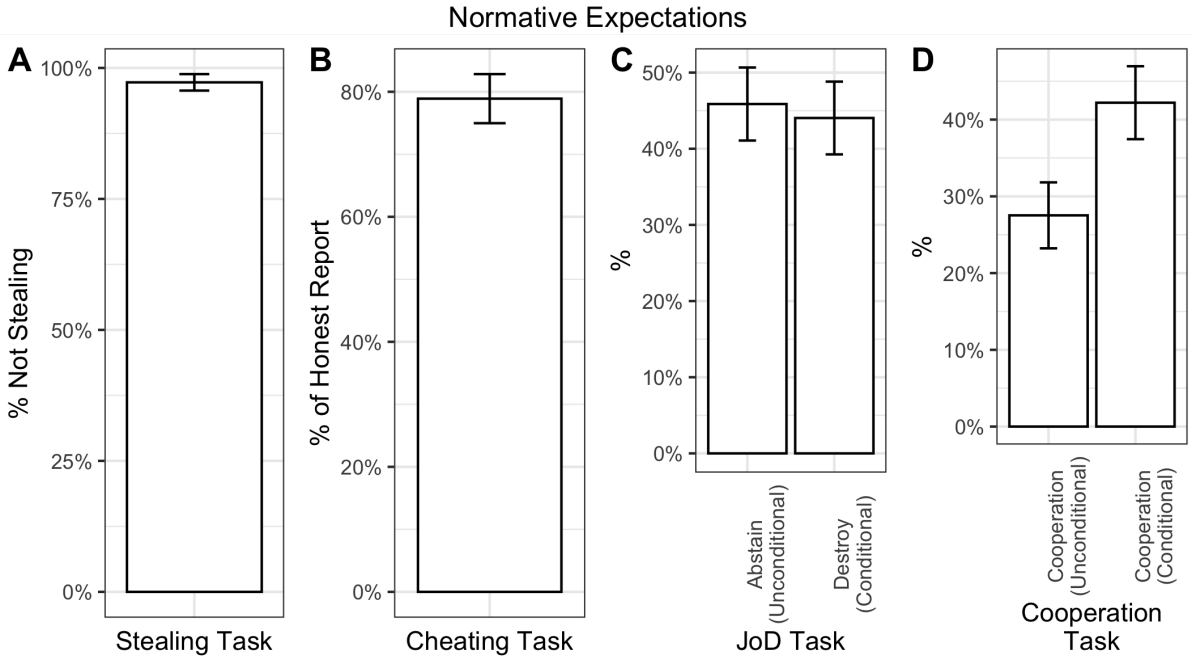 Normative Expectations
A
% Not Stealing
100%
75%
50%
25%
0%
Stealing Task
B
% of Honest Report
80%
60%
40%
20%
0%
Cheating Task
C
%
50%
40%
30%
20%
10%
0%
Abstain
(Unconditional)
Destroy
(Conditional)
JoD Task
D
%
40%
30%
20%
10%
0%
Cooperation
(Unconditional)
Cooperation
(Conditional)
Cooperation
Task